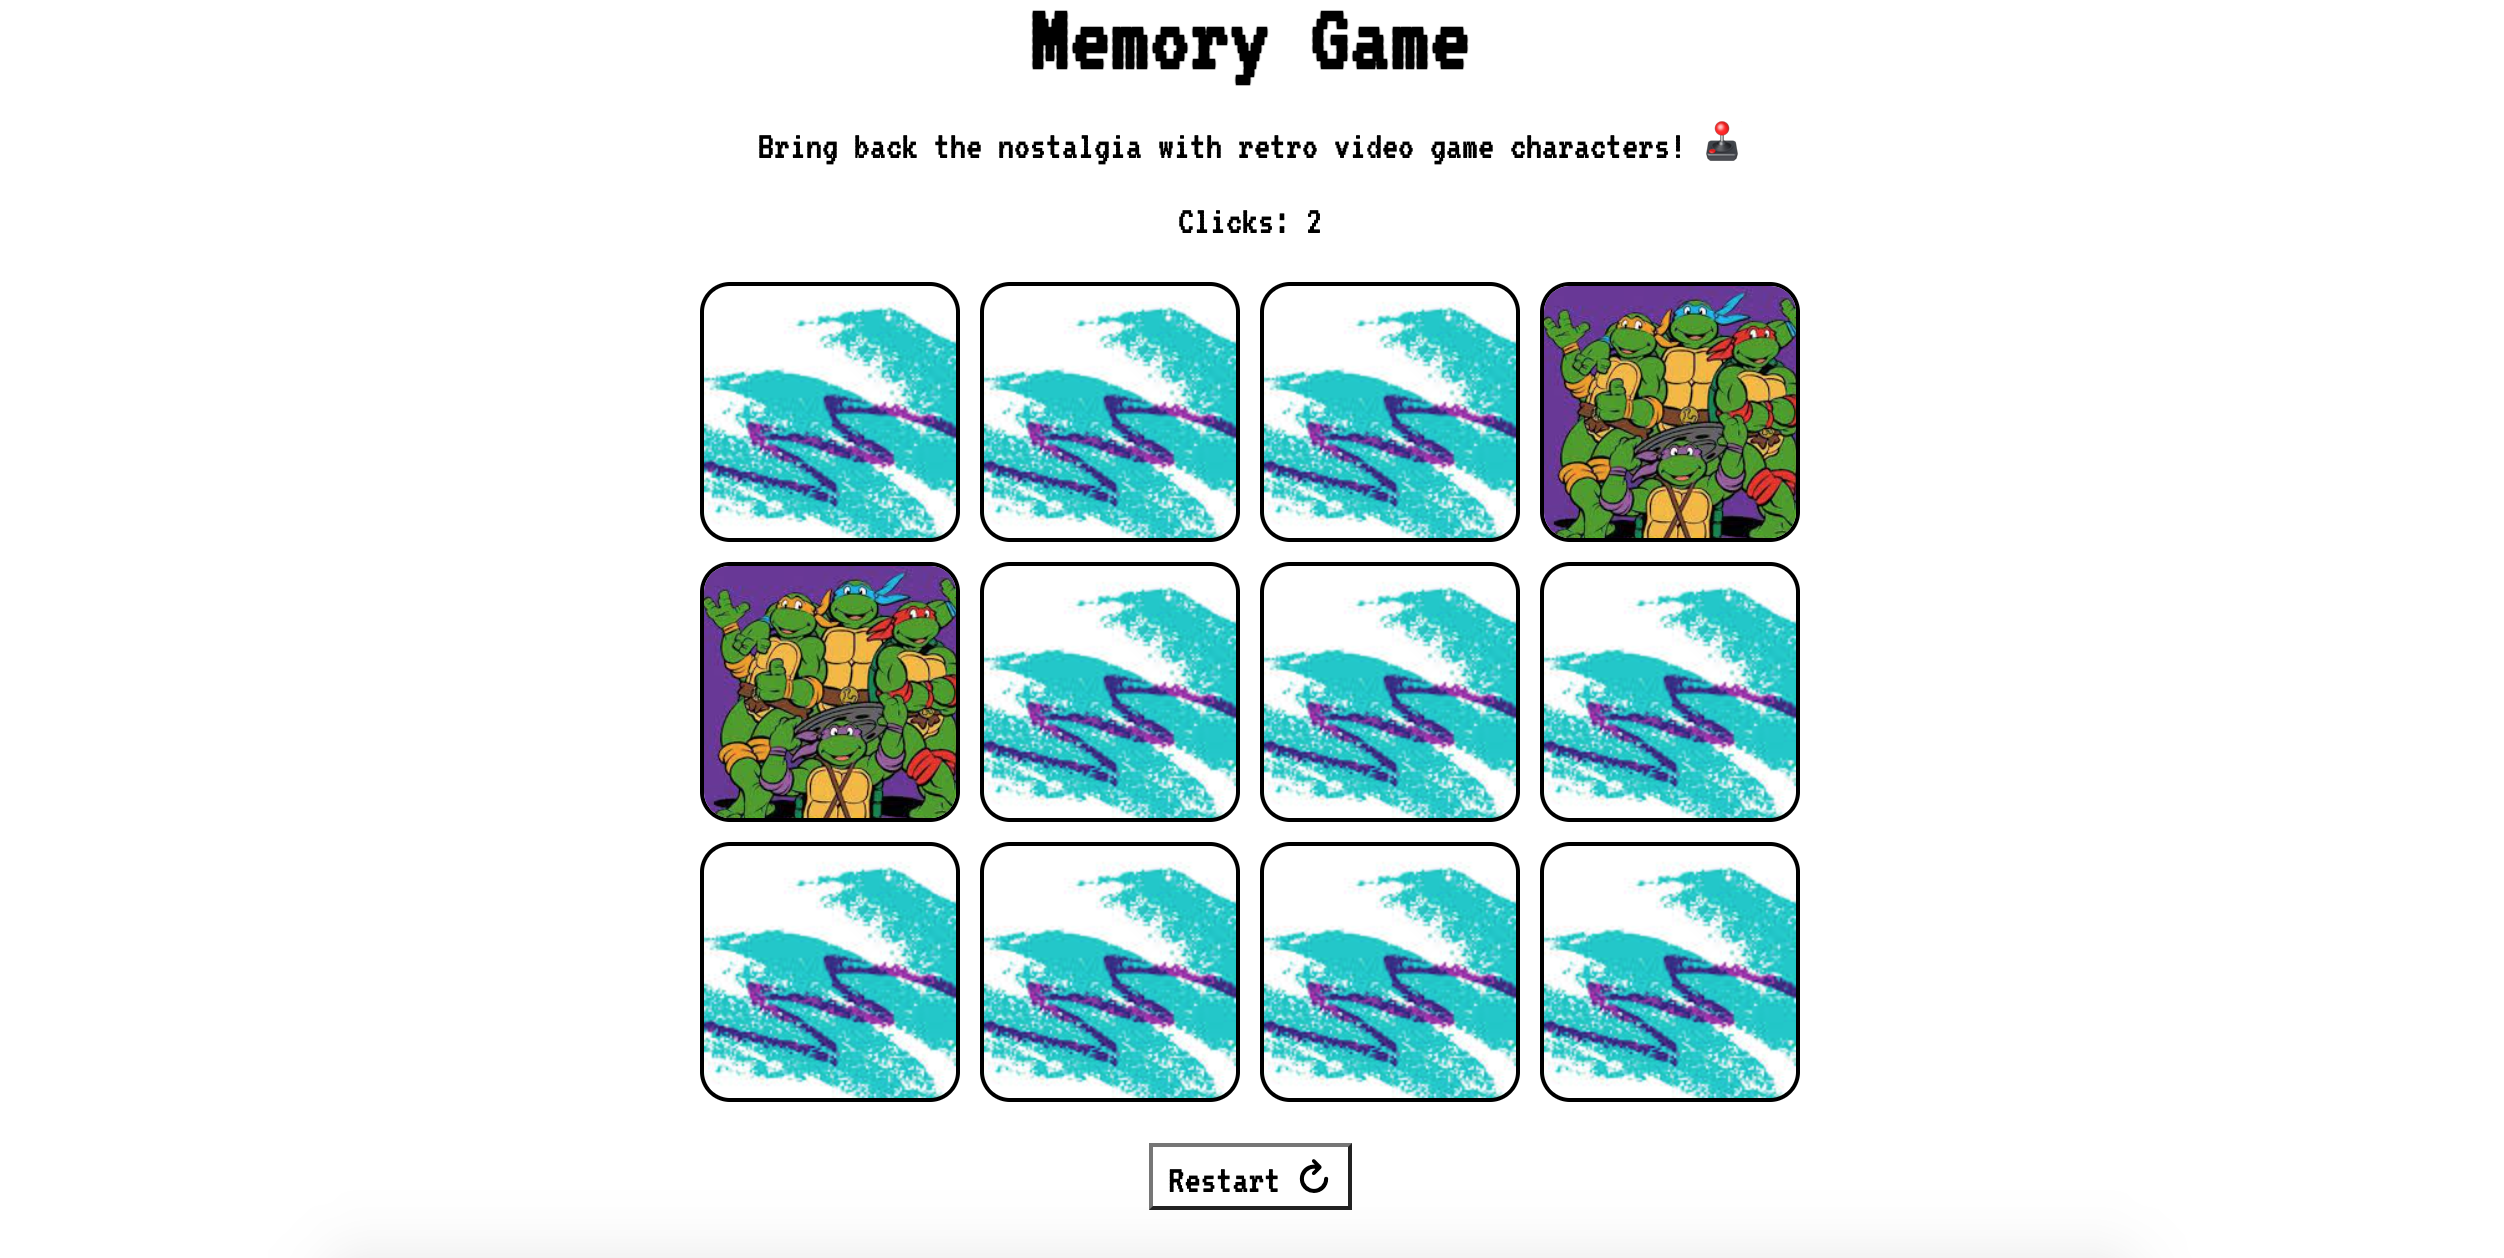 Memory Game
Bring back the nostalgia with retro video game characters! 🕹️
Clicks: 2
Restart ↻